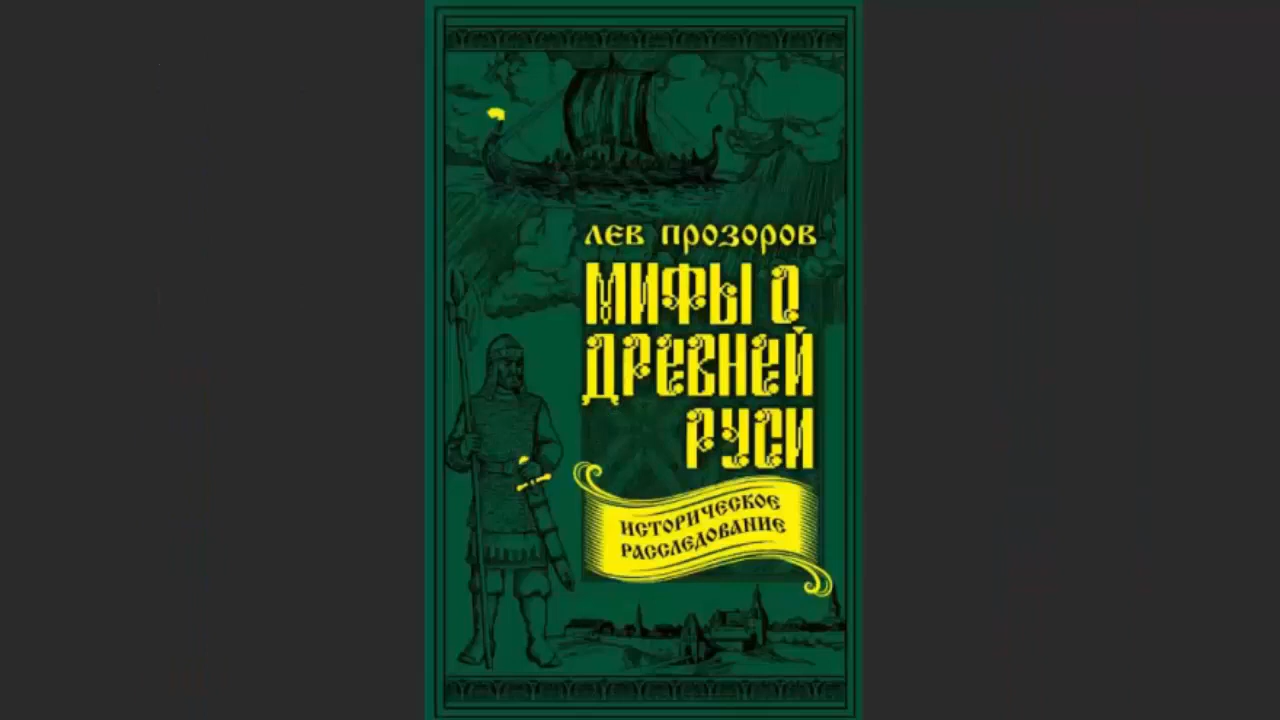 ЛЕВ ПРОЗОРОВ
МИФЫ О
ДРЕВНЕЙ
РУСИ
ИСТОРИЧЕСКОЕ
РАССЛЕДОВАНИЕ